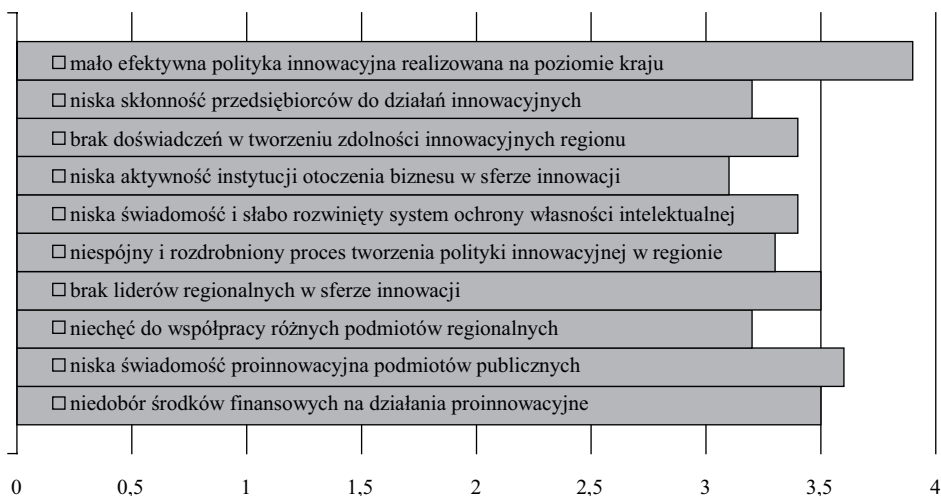 mało efektywna polityka innowacyjna realizowana na poziomie kraju
niska skłonność przedsiębiorców do działań innowacyjnych
brak doświadczeń w tworzeniu zdolności innowacyjnych regionu
niska aktywność instytucji otoczenia biznesu w sferze innowacji
niska świadomość i słabo rozwinięty system ochrony własności intelektualnej
niespójny i rozdrobniony proces tworzenia polityki innowacyjnej w regionie
brak liderów regionalnych w sferze innowacji
niechęć do współpracy różnych podmiotów regionalnych
niska świadomość proinnowacyjna podmiotów publicznych
niedobór środków finansowych na działania proinnowacyjne
0 0,5 1 1,5 2 2,5 3 3,5 4